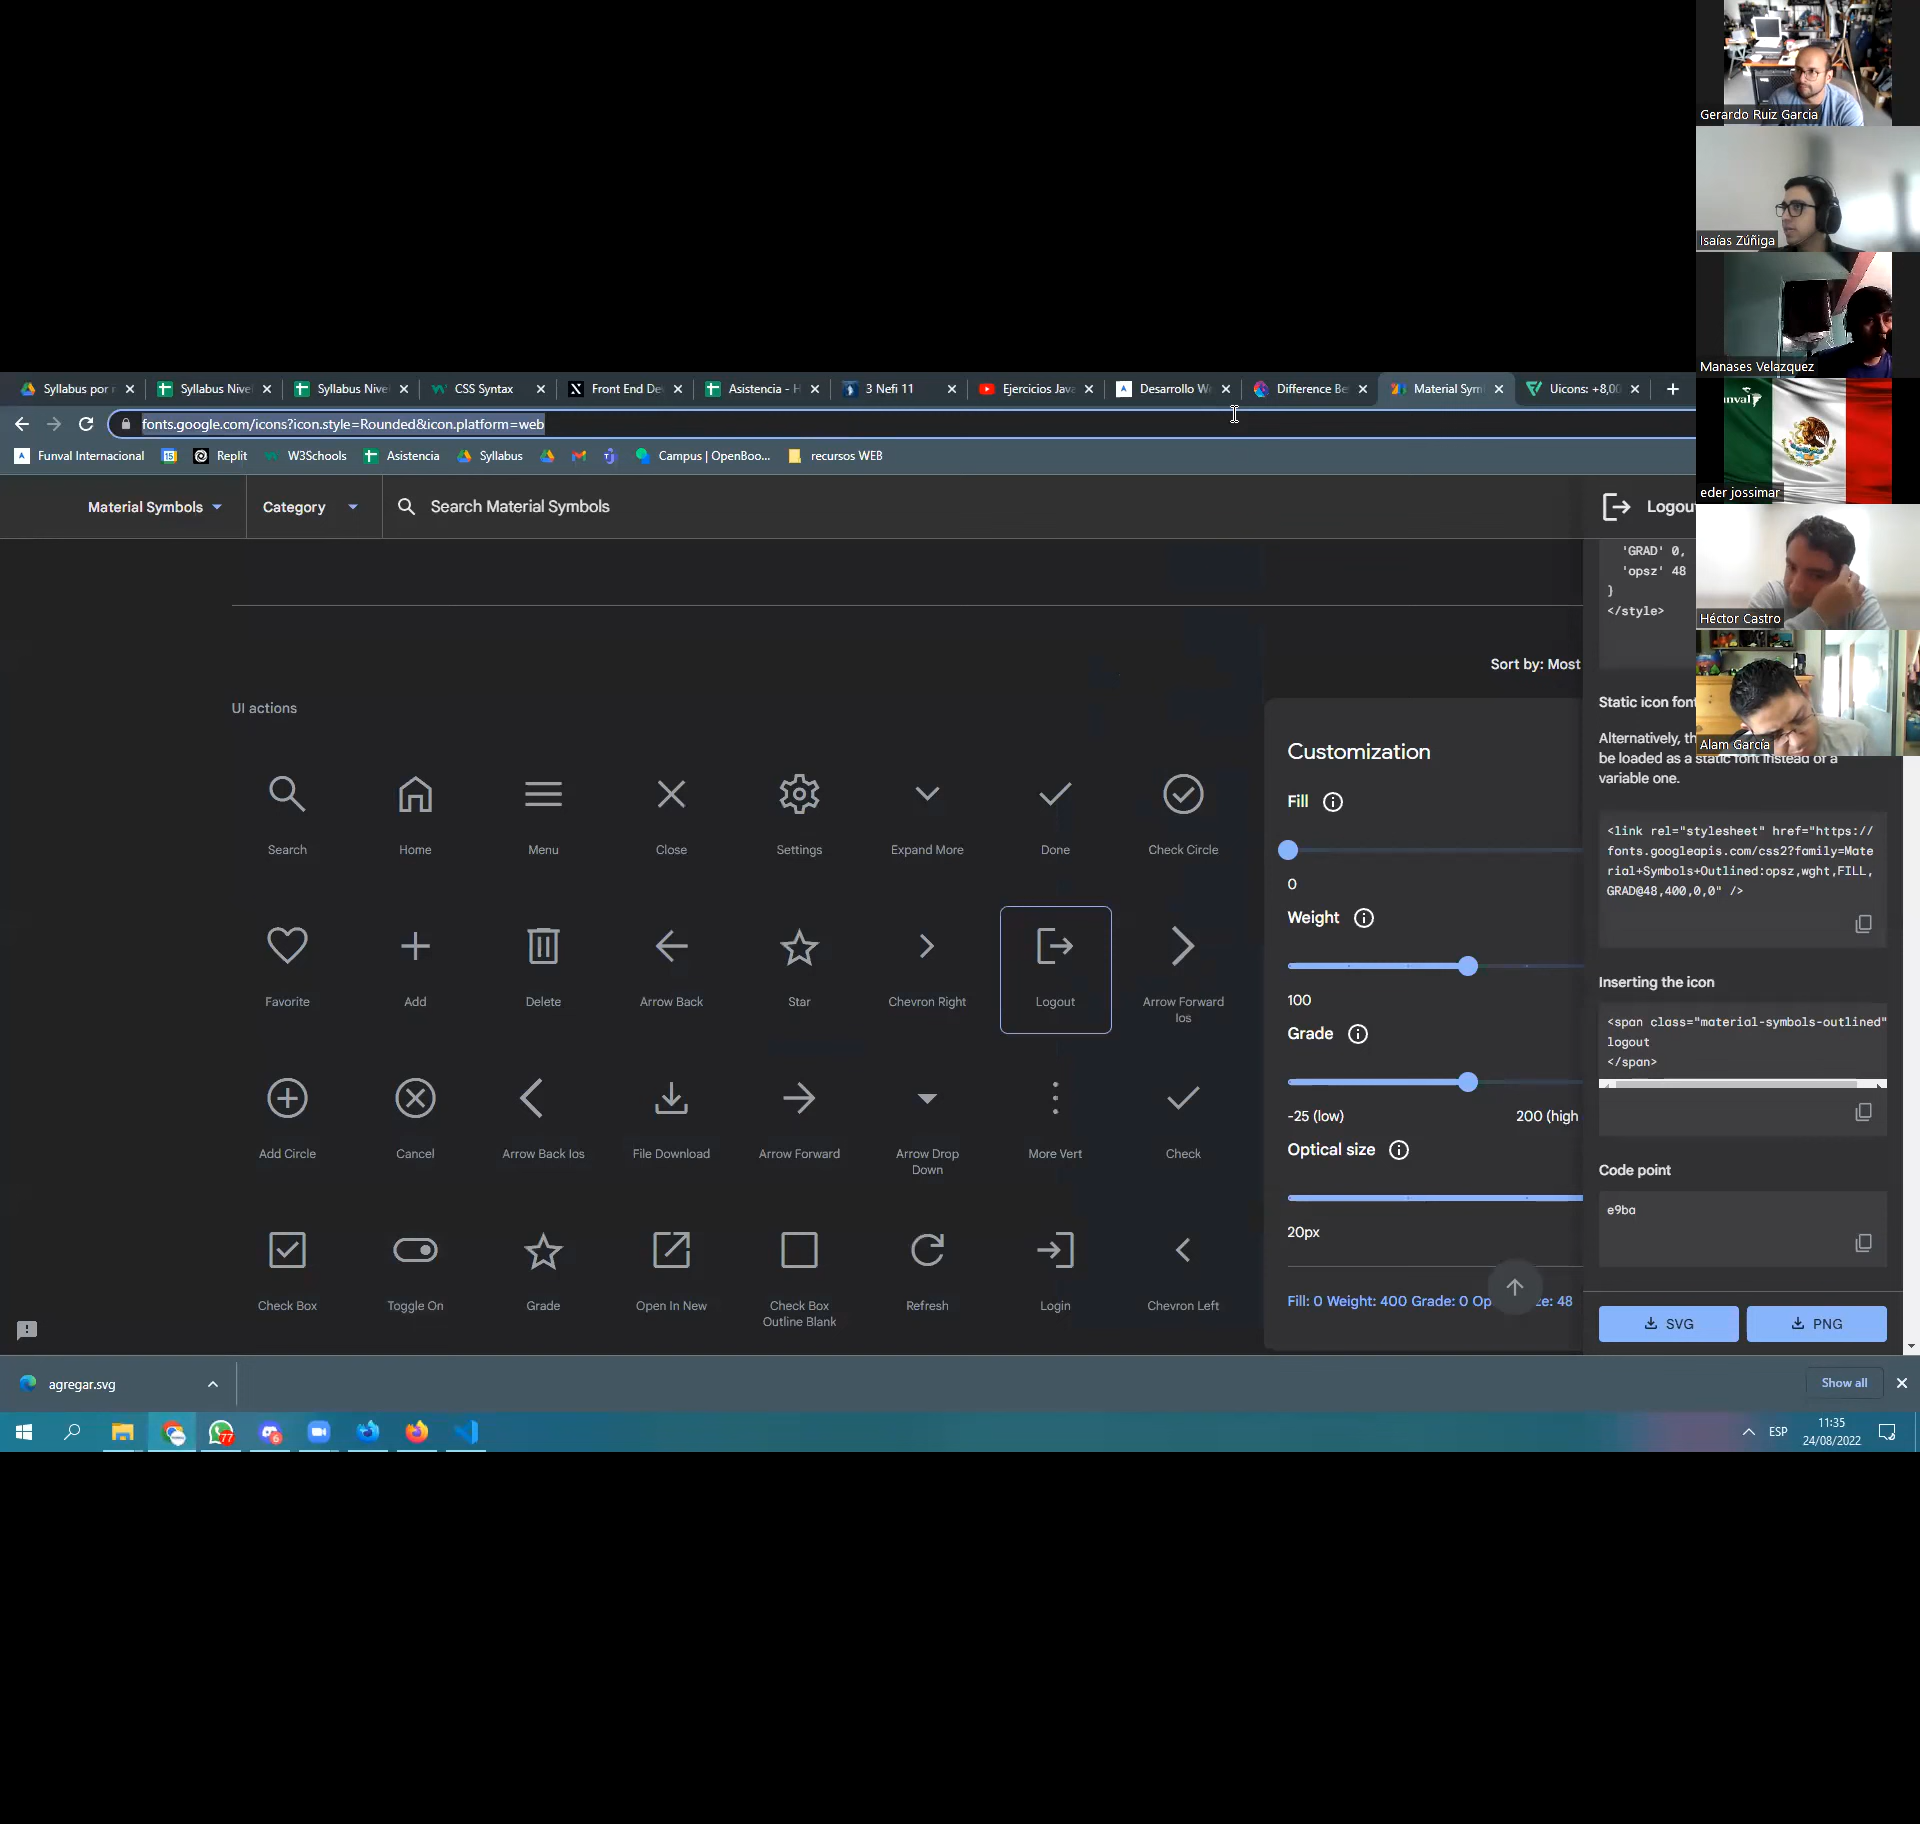 Gerardo Ruiz Garcia
Isaías Zúñiga
Manases Velazquez
unval
eder jossimar
Héctor Castro
Alam García
Syllabus por
Syllabus Nive
Syllabus Nive
CSS Syntax
Front End De
Asistencia - H
3 Nefi 11
Ejercicios Java
Desarrollo W
Difference Be
Material Sym
Uicons: +8,00
fonts.google.com/icons?icon.style=Rounded&icon.platform=web
Funval Internacional
15
Replit
W3Schools
Asistencia
Syllabus
Campus | OpenBoo...
recursos WEB
Material Symbols
Category
Search Material Symbols
Logou
'GRAD' 0,
'opsz' 48
}
</style>
Sort by: Most
UI actions
Search
Home
Menu
Close
Settings
Expand More
Done
Check Circle
Favorite
Add
Delete
Arrow Back
Star
Chevron Right
Logout
Arrow Forward
Ios
Add Circle
Cancel
Arrow Back Ios
File Download
Arrow Forward
Arrow Drop
Down
More Vert
Check
Check Box
Toggle On
Grade
Open In New
Check Box
Outline Blank
Refresh
Login
Chevron Left
Customization
Fill
0
Weight
100
Grade
-25 (low)
200 (high
Optical size
20px
Fill: 0 Weight: 400 Grade: 0 Op ze: 48
Static icon font
Alternatively, th
be loaded as a static font instead of a
variable one.
<link rel="stylesheet" href="https://
fonts.googleapis.com/css2?family=Mate
rial+Symbols+Outlined:opsz,wght,FILL,
GRAD@48,400,0,0" />
Inserting the icon
<span class="material-symbols-outlined"
logout
</span>
Code point
e9ba
SVG
PNG
agregar.svg
Show all
77
6
ESP
11:35
24/08/2022